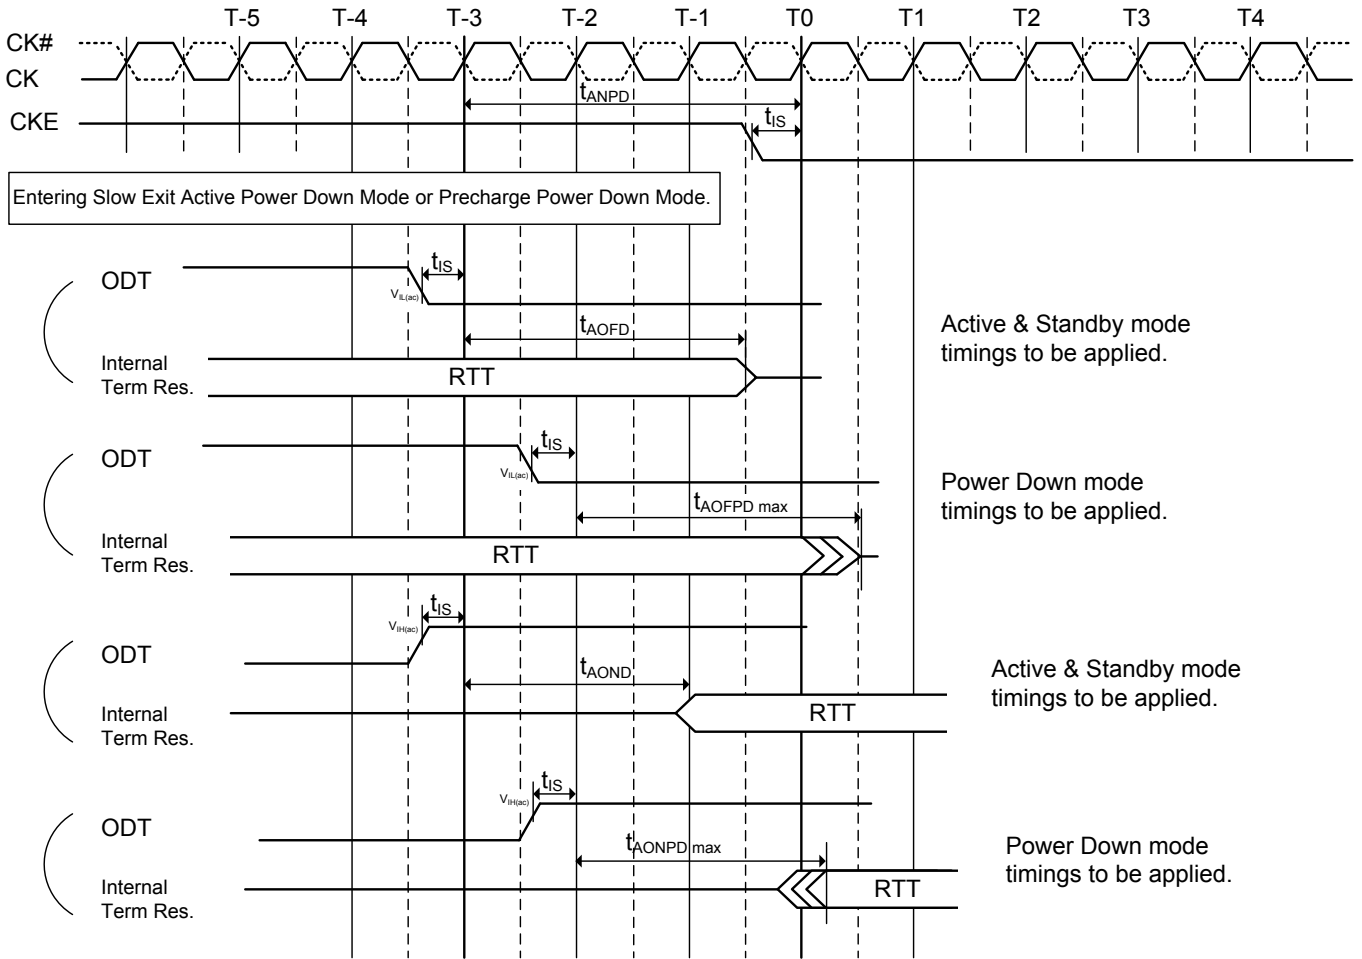 T-5 T-4 T-3 T-2 T-1 T0 T1 T2 T3 T4
CK#
CK
tANPD
CKE
tIS
Entering Slow Exit Active Power Down Mode or Precharge Power Down Mode.
tIS
ODT
VIL(ac)
Active & Standby mode
timings to be applied.
tAOFD
Internal
Term Res.
RTT
tIS
ODT
VIL(ac)
Power Down mode
timings to be applied.
tAOFPD max
Internal
Term Res.
RTT
tIS
VIH(ac)
ODT
Active & Standby mode
timings to be applied.
tAOND
Internal
Term Res.
RTT
tIS
VIH(ac)
ODT
tAONPD max
Power Down mode
timings to be applied.
Internal
Term Res.
RTT